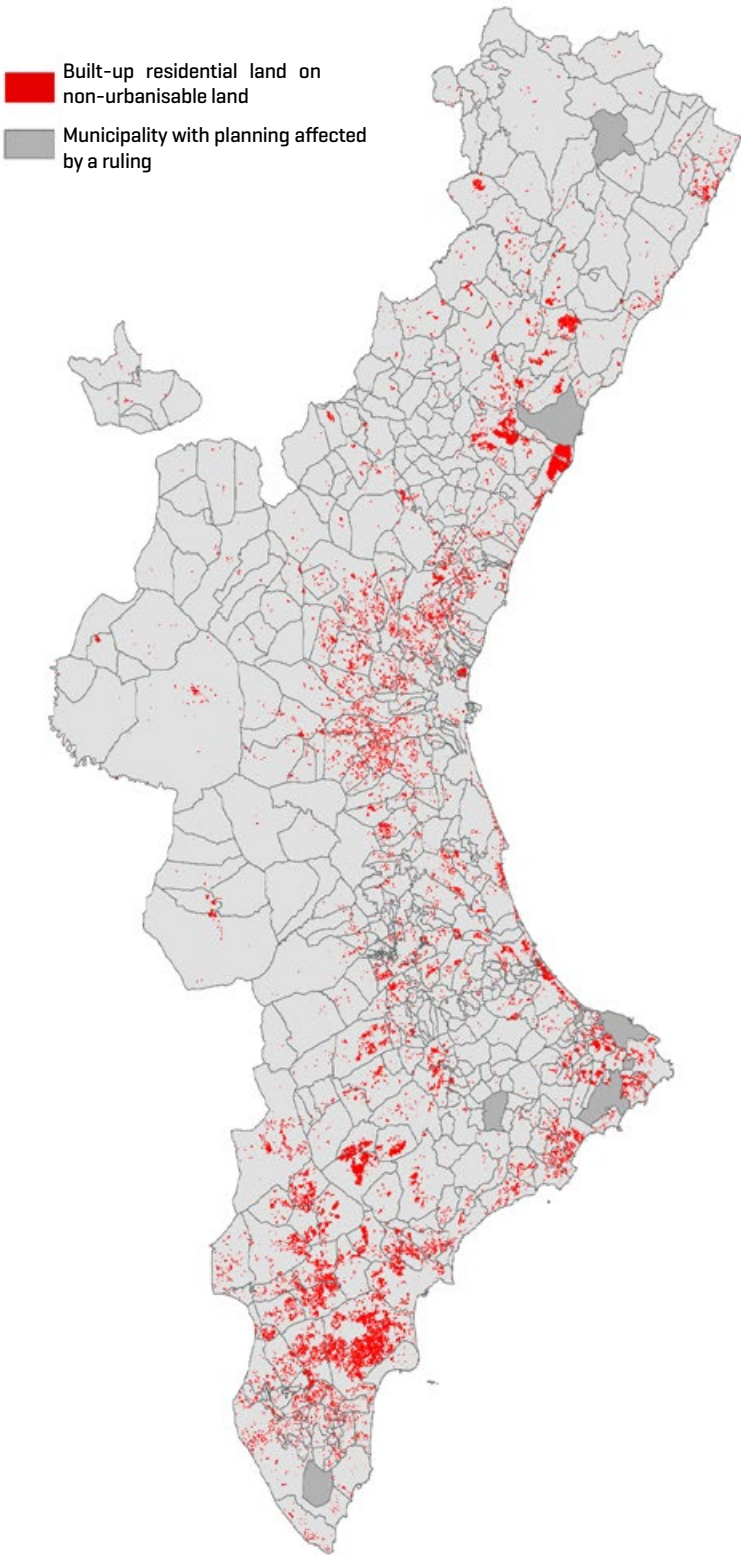 Built-up residential land on
non-urbanisable land
Municipality with planning affected
by a ruling